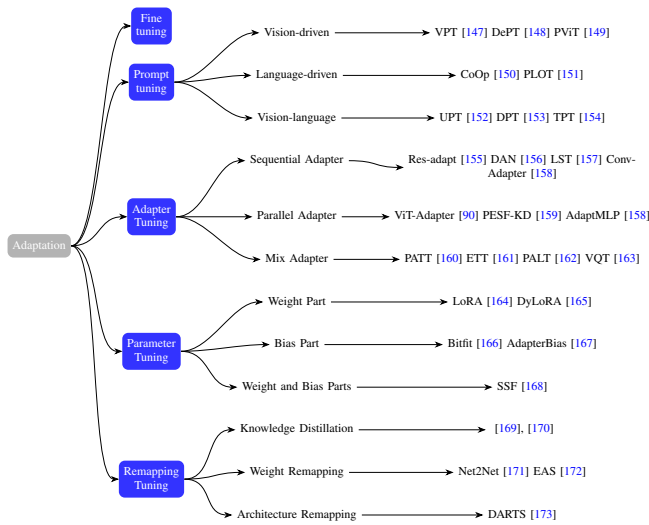 Fine
tuning
Vision-driven
VPT [147] DePT [148] PViT [149]
Prompt
tuning
Language-driven
CoOp [150] PLOT [151]
Vision-language
UPT [152] DPT [153] TPT [154]
Sequential Adapter
Res-adapt [155] DAN [156] LST [157] Conv-
Adapter [158]
Adapter
Tuning
Parallel Adapter
ViT-Adapter [90] PESF-KD [159] AdaptMLP [158]
Adaptation
Mix Adapter
PATT [160] ETT [161] PALT [162] VQT [163]
Weight Part
LoRA [164] DyLoRA [165]
Parameter
Tuning
Bias Part
Bitfit [166] AdapterBias [167]
Weight and Bias Parts
SSF [168]
Knowledge Distillation
[169], [170]
Remapping
Tuning
Weight Remapping
Net2Net [171] EAS [172]
Architecture Remapping
DARTS [173]